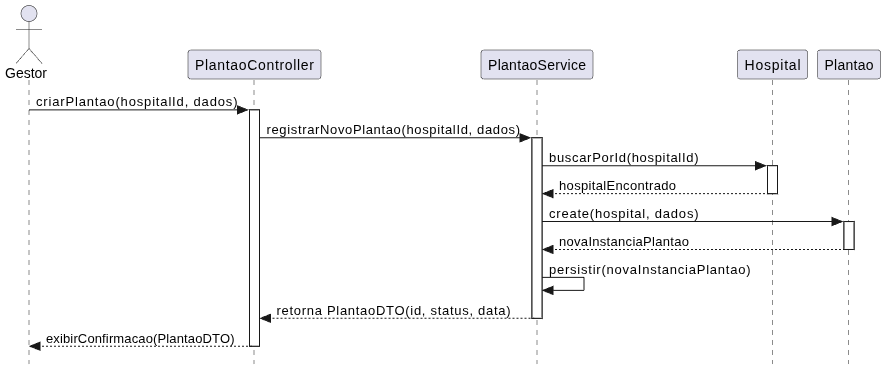 Gestor
PlantaoController
PlantaoService
Hospital
Plantao
criarPlantao(hospitalId, dados)
registrarNovoPlantao(hospitalId, dados)
buscarPorId(hospitalId)
hospitalEncontrado
create(hospital, dados)
novaInstanciaPlantao
persistir(novaInstanciaPlantao)
retorna PlantaoDTO(id, status, data)
exibirConfirmacao(PlantaoDTO)